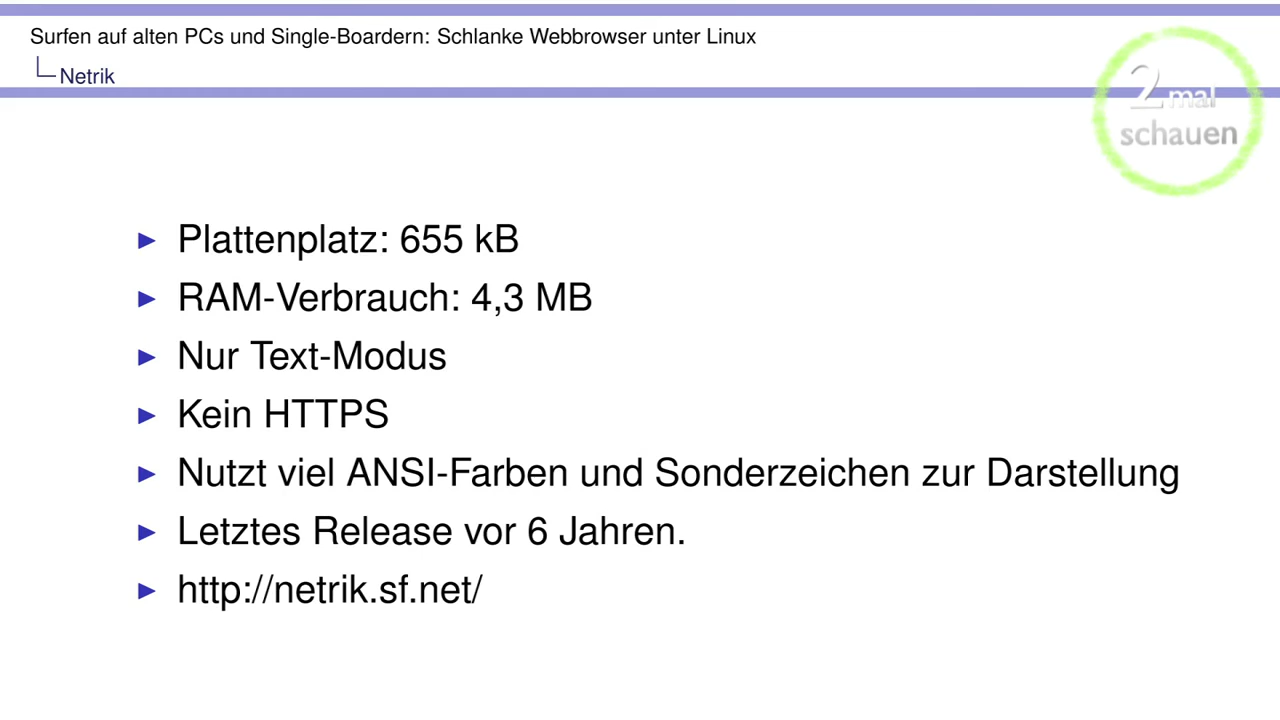 Surfen auf alten PCs und Single-Boardern: Schlanke Webbrowser unter Linux
Netrik
2 mal
schauen
Plattenplatz: 655 kB
RAM-Verbrauch: 4,3 MB
Nur Text-Modus
Kein HTTPS
Nutzt viel ANSI-Farben und Sonderzeichen zur Darstellung
Letztes Release vor 6 Jahren.
http://netrik.sf.net/